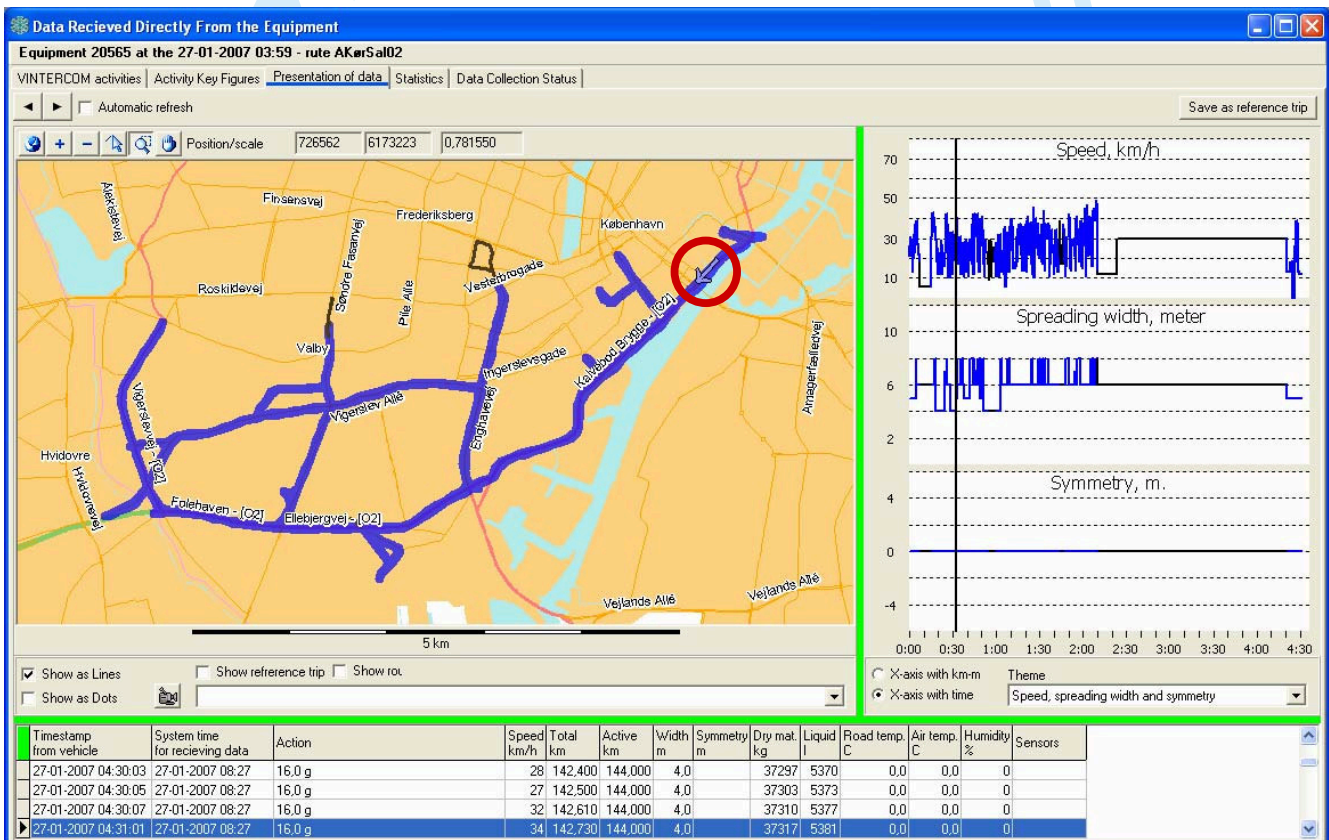 Data Recieved Directly From the Equipment
Equipment 20565 at the 27-01-2007 03:59 - rute AKørSal02
VINTERCOM activities Activity Key Figures Presentation of data Statistics Data Collection Status
Automatic refresh Save as reference trip
Position/scale 726562 6173223 0,781550
Ålekistevej
Finsensvej
Frederiksberg
København
Søndre Fasanvej
Pile Alle
Vesterbrogade
Roskildevej
Valby
Ingerslevsgade
Kalvebod Brygge - [O2]
Amagerfælledvej
Vigerslevvej - [O2]
Vigerslev Allé
Enghavevej
Hvidovre
Hvidovrevej
Folehaven - [O2]
Ellebjergvej - [O2]
Vejlands Allé
Vejlands Allé
5 km
Speed, km/h
70
50
30
10
Spreading width, meter
10
6
2
Symmetry, m.
4
0
-4
0:00 0:30 1:00 1:30 2:00 2:30 3:00 3:30 4:00 4:30
Show as Lines Show refrerence trip Show rou
Show as Dots
X-axis with km-m Theme
X-axis with time Speed, spreading width and symmetry
Timestamp System time Action Speed Total Active Width Symmetry Dry mat. Liquid Road temp. Air temp. Humidity Sensors
from vehicle for recieving data km/h km km m m kg l C C %
27-01-2007 04:30:03 27-01-2007 08:27 16,0 g 28 142,400 144,000 4,0 37297 5370 0,0 0,0 0
27-01-2007 04:30:05 27-01-2007 08:27 16,0 g 27 142,500 144,000 4,0 37303 5373 0,0 0,0 0
27-01-2007 04:30:07 27-01-2007 08:27 16,0 g 32 142,610 144,000 4,0 37310 5377 0,0 0,0 0
27-01-2007 04:31:01 27-01-2007 08:27 16,0 g 34 142,730 144,000 4,0 37317 5381 0,0 0,0 0